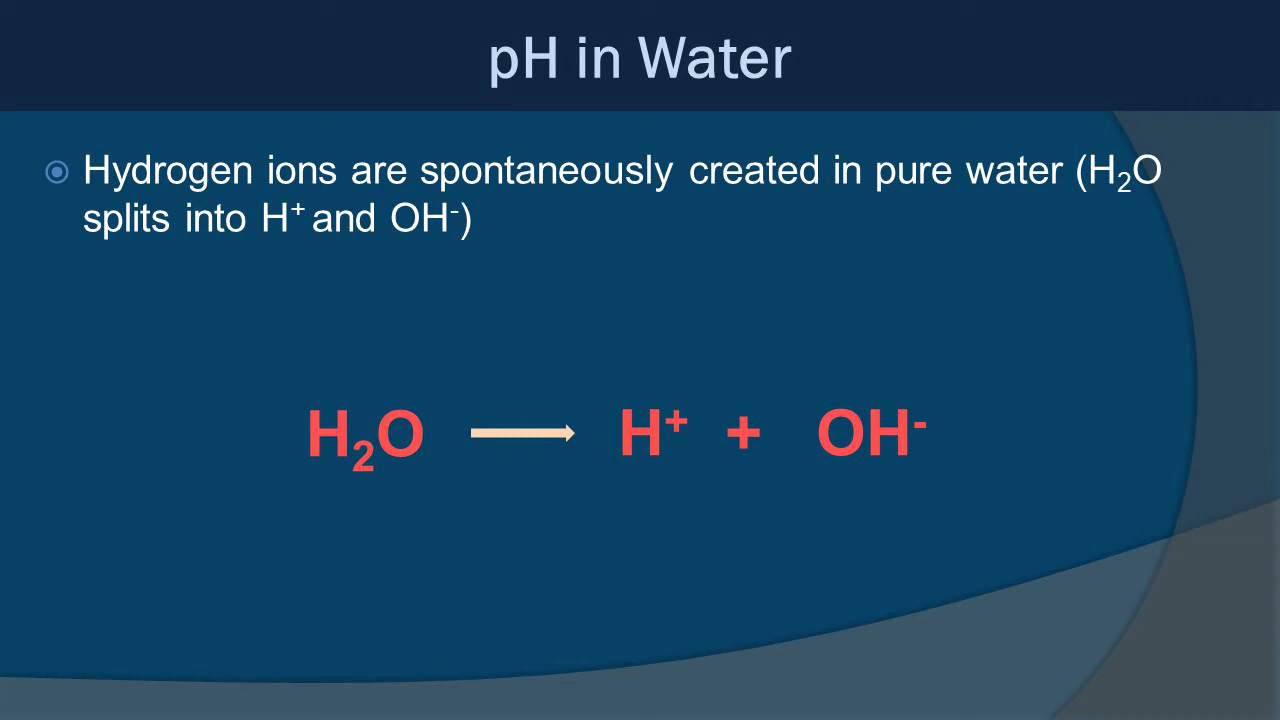 pH in Water
Hydrogen ions are spontaneously created in pure water (H₂O
splits into H⁺ and OH⁻)
H₂O → H⁺ + OH⁻